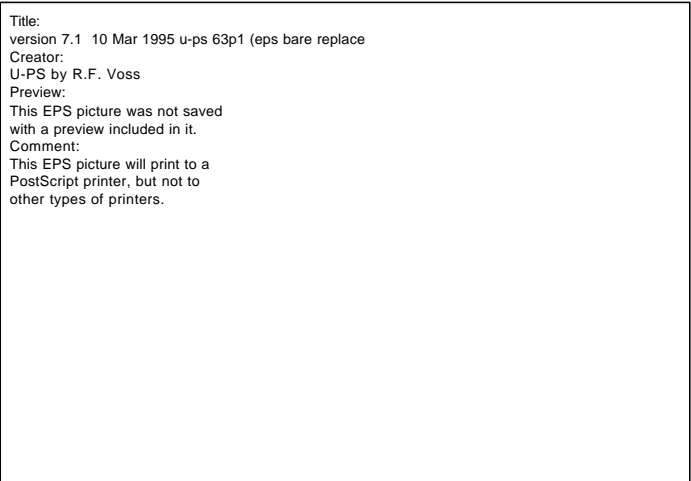 Title:
version 7.1  10 Mar 1995 u-ps 63p1 (eps bare replace
Creator:
U-PS by R.F. Voss
Preview:
This EPS picture was not saved
with a preview included in it.
Comment:
This EPS picture will print to a
PostScript printer, but not to
other types of printers.